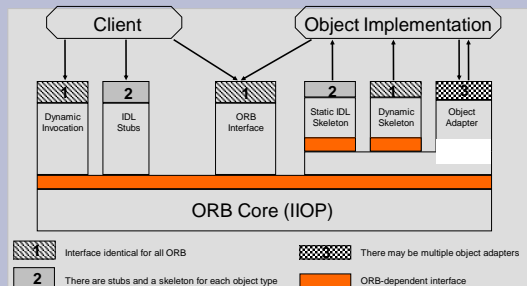 Client
Object Implementation
1
2
1
2
1
3
Dynamic
Invocation
IDL
Stubs
ORB
Interface
Static IDL
Skeleton
Dynamic
Skeleton
Object
Adapter
ORB Core (IIOP)
1 Interface identical for all ORB
3 There may be multiple object adapters
2 There are stubs and a skeleton for each object type
ORB-dependent interface